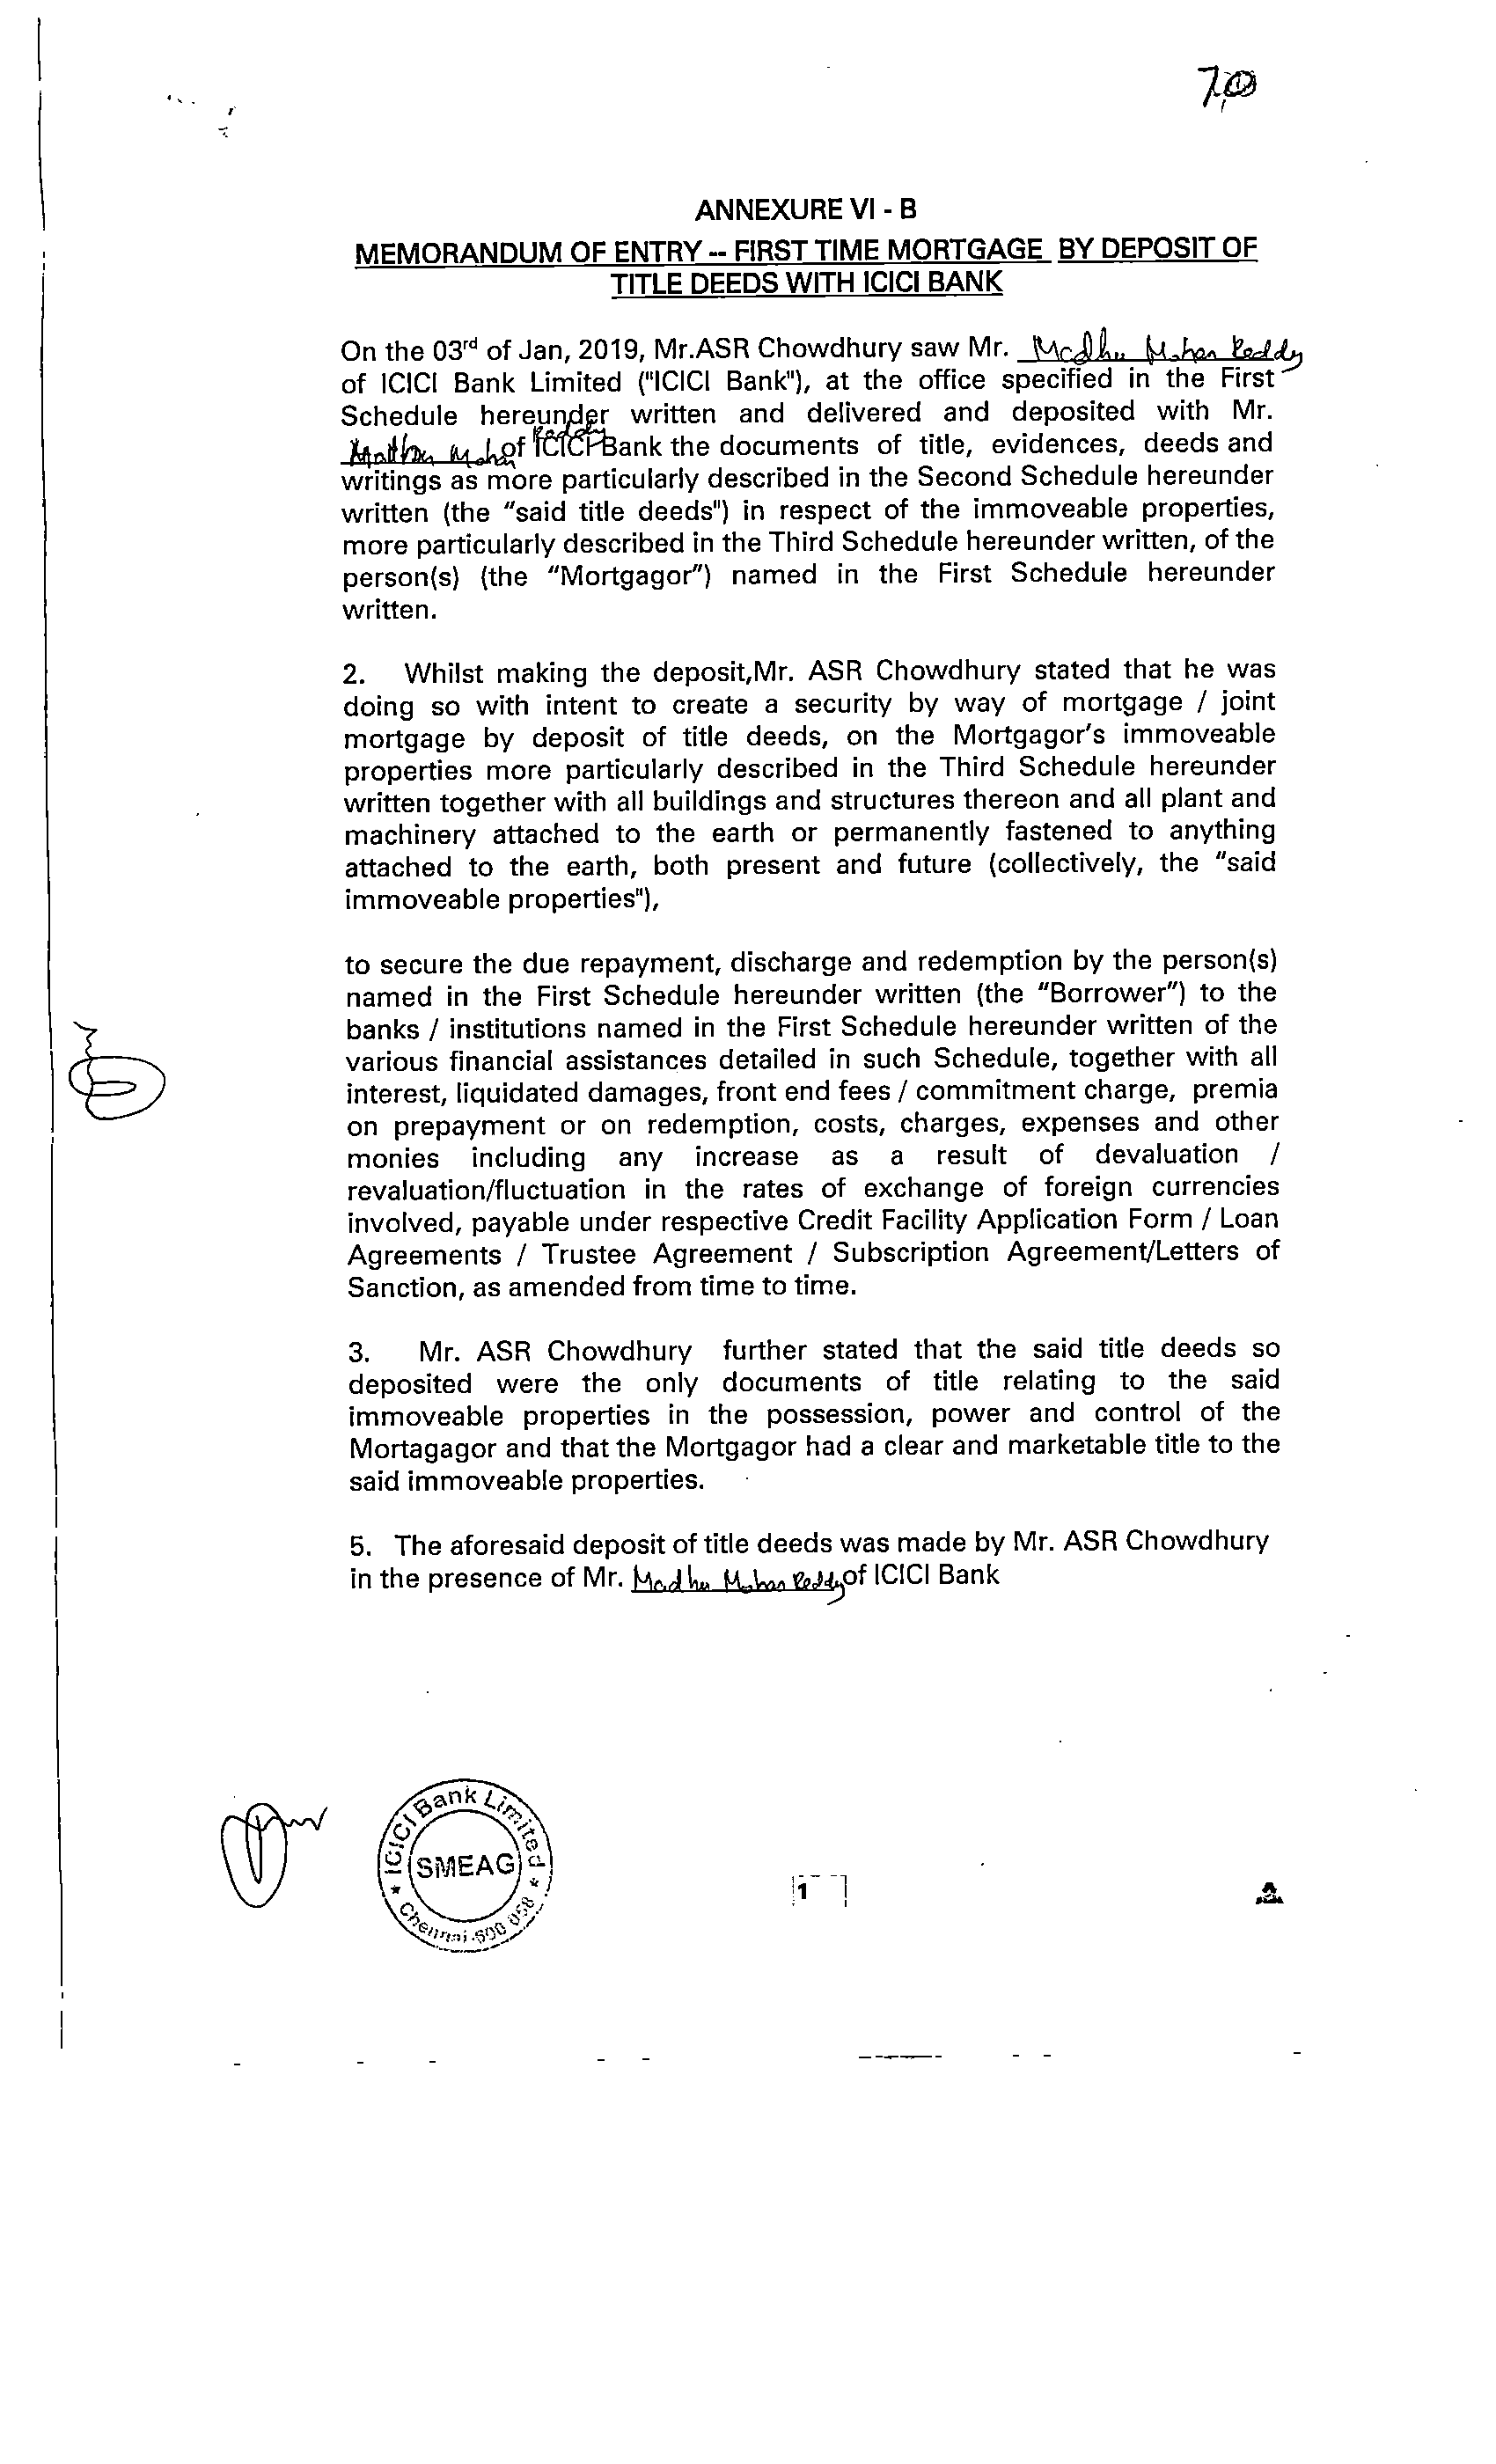 ANNEXURE VI - B
MEMORANDUM OF ENTRY -- FIRST TIME MORTGAGE BY DEPOSIT OF
TITLE DEEDS WITH ICICI BANK
On the 03rd of Jan, 2019, Mr.ASR Chowdhury saw Mr. Madhu Mohan Reddy
of ICICI Bank Limited ("ICICI Bank"), at the office specified in the First
Schedule hereunder written and delivered and deposited with Mr.
Madhu Mohan Reddy of ICICI Bank the documents of title, evidences, deeds and
writings as more particularly described in the Second Schedule hereunder
written (the "said title deeds") in respect of the immoveable properties,
more particularly described in the Third Schedule hereunder written, of the
person(s) (the "Mortgagor") named in the First Schedule hereunder
written.
2. Whilst making the deposit,Mr. ASR Chowdhury stated that he was
doing so with intent to create a security by way of mortgage / joint
mortgage by deposit of title deeds, on the Mortgagor's immoveable
properties more particularly described in the Third Schedule hereunder
written together with all buildings and structures thereon and all plant and
machinery attached to the earth or permanently fastened to anything
attached to the earth, both present and future (collectively, the "said
immoveable properties"),
to secure the due repayment, discharge and redemption by the person(s)
named in the First Schedule hereunder written (the "Borrower") to the
banks / institutions named in the First Schedule hereunder written of the
various financial assistances detailed in such Schedule, together with all
interest, liquidated damages, front end fees / commitment charge, premia
on prepayment or on redemption, costs, charges, expenses and other
monies including any increase as a result of devaluation /
revaluation/fluctuation in the rates of exchange of foreign currencies
involved, payable under respective Credit Facility Application Form / Loan
Agreements / Trustee Agreement / Subscription Agreement/Letters of
Sanction, as amended from time to time.
3. Mr. ASR Chowdhury further stated that the said title deeds so
deposited were the only documents of title relating to the said
immoveable properties in the possession, power and control of the
Mortagagor and that the Mortgagor had a clear and marketable title to the
said immoveable properties.
5. The aforesaid deposit of title deeds was made by Mr. ASR Chowdhury
in the presence of Mr. Madhu Mohan Reddy of ICICI Bank
ICICI Bank Limited
SMEAG
* Chennai-600 058 *
1